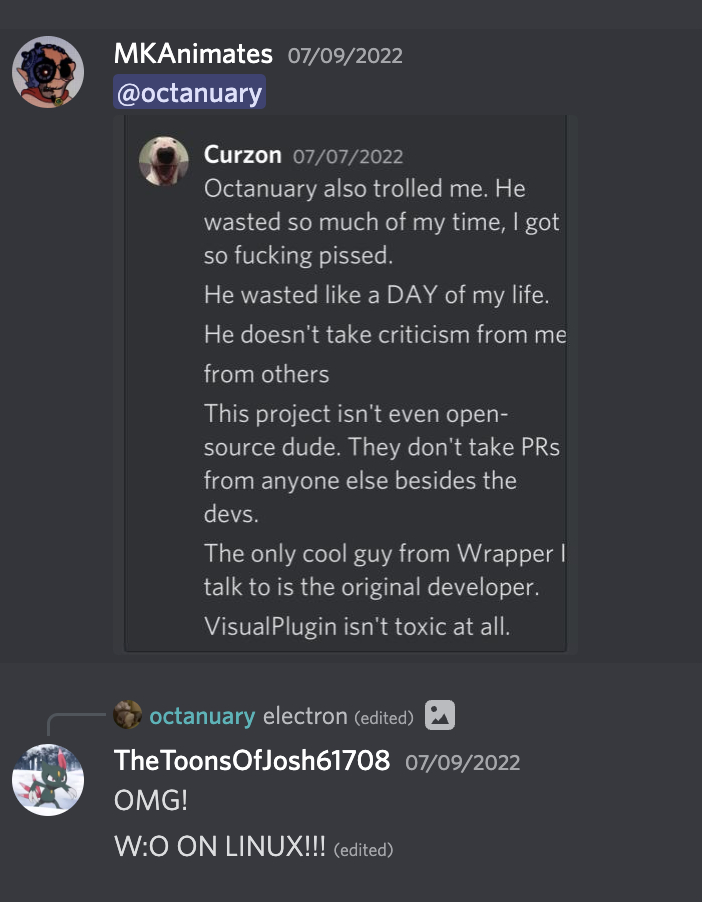 MKAnimates 07/09/2022
@octanuary
Curzon 07/07/2022
Octanuary also trolled me. He
wasted so much of my time, I got
so fucking pissed.
He wasted like a DAY of my life.
He doesn't take criticism from me
from others
This project isn't even open-
source dude. They don't take PRs
from anyone else besides the
devs.
The only cool guy from Wrapper I
talk to is the original developer.
VisualPlugin isn't toxic at all.
octanuary electron (edited)
TheToonsOfJosh61708 07/09/2022
OMG!
W:O ON LINUX!!! (edited)